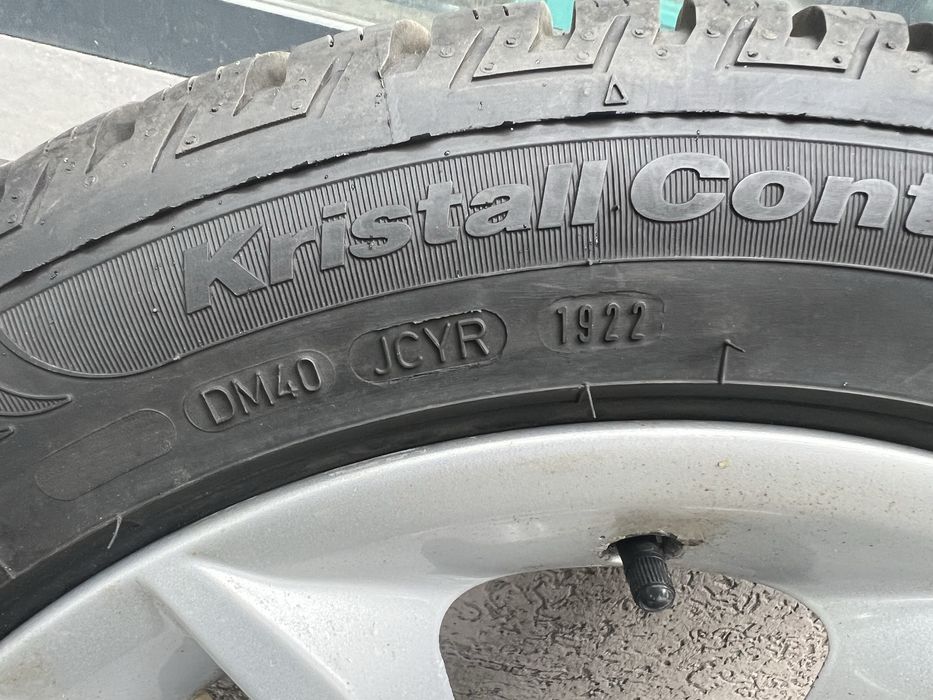 Kristall Cont
DM40 JCYR 1922